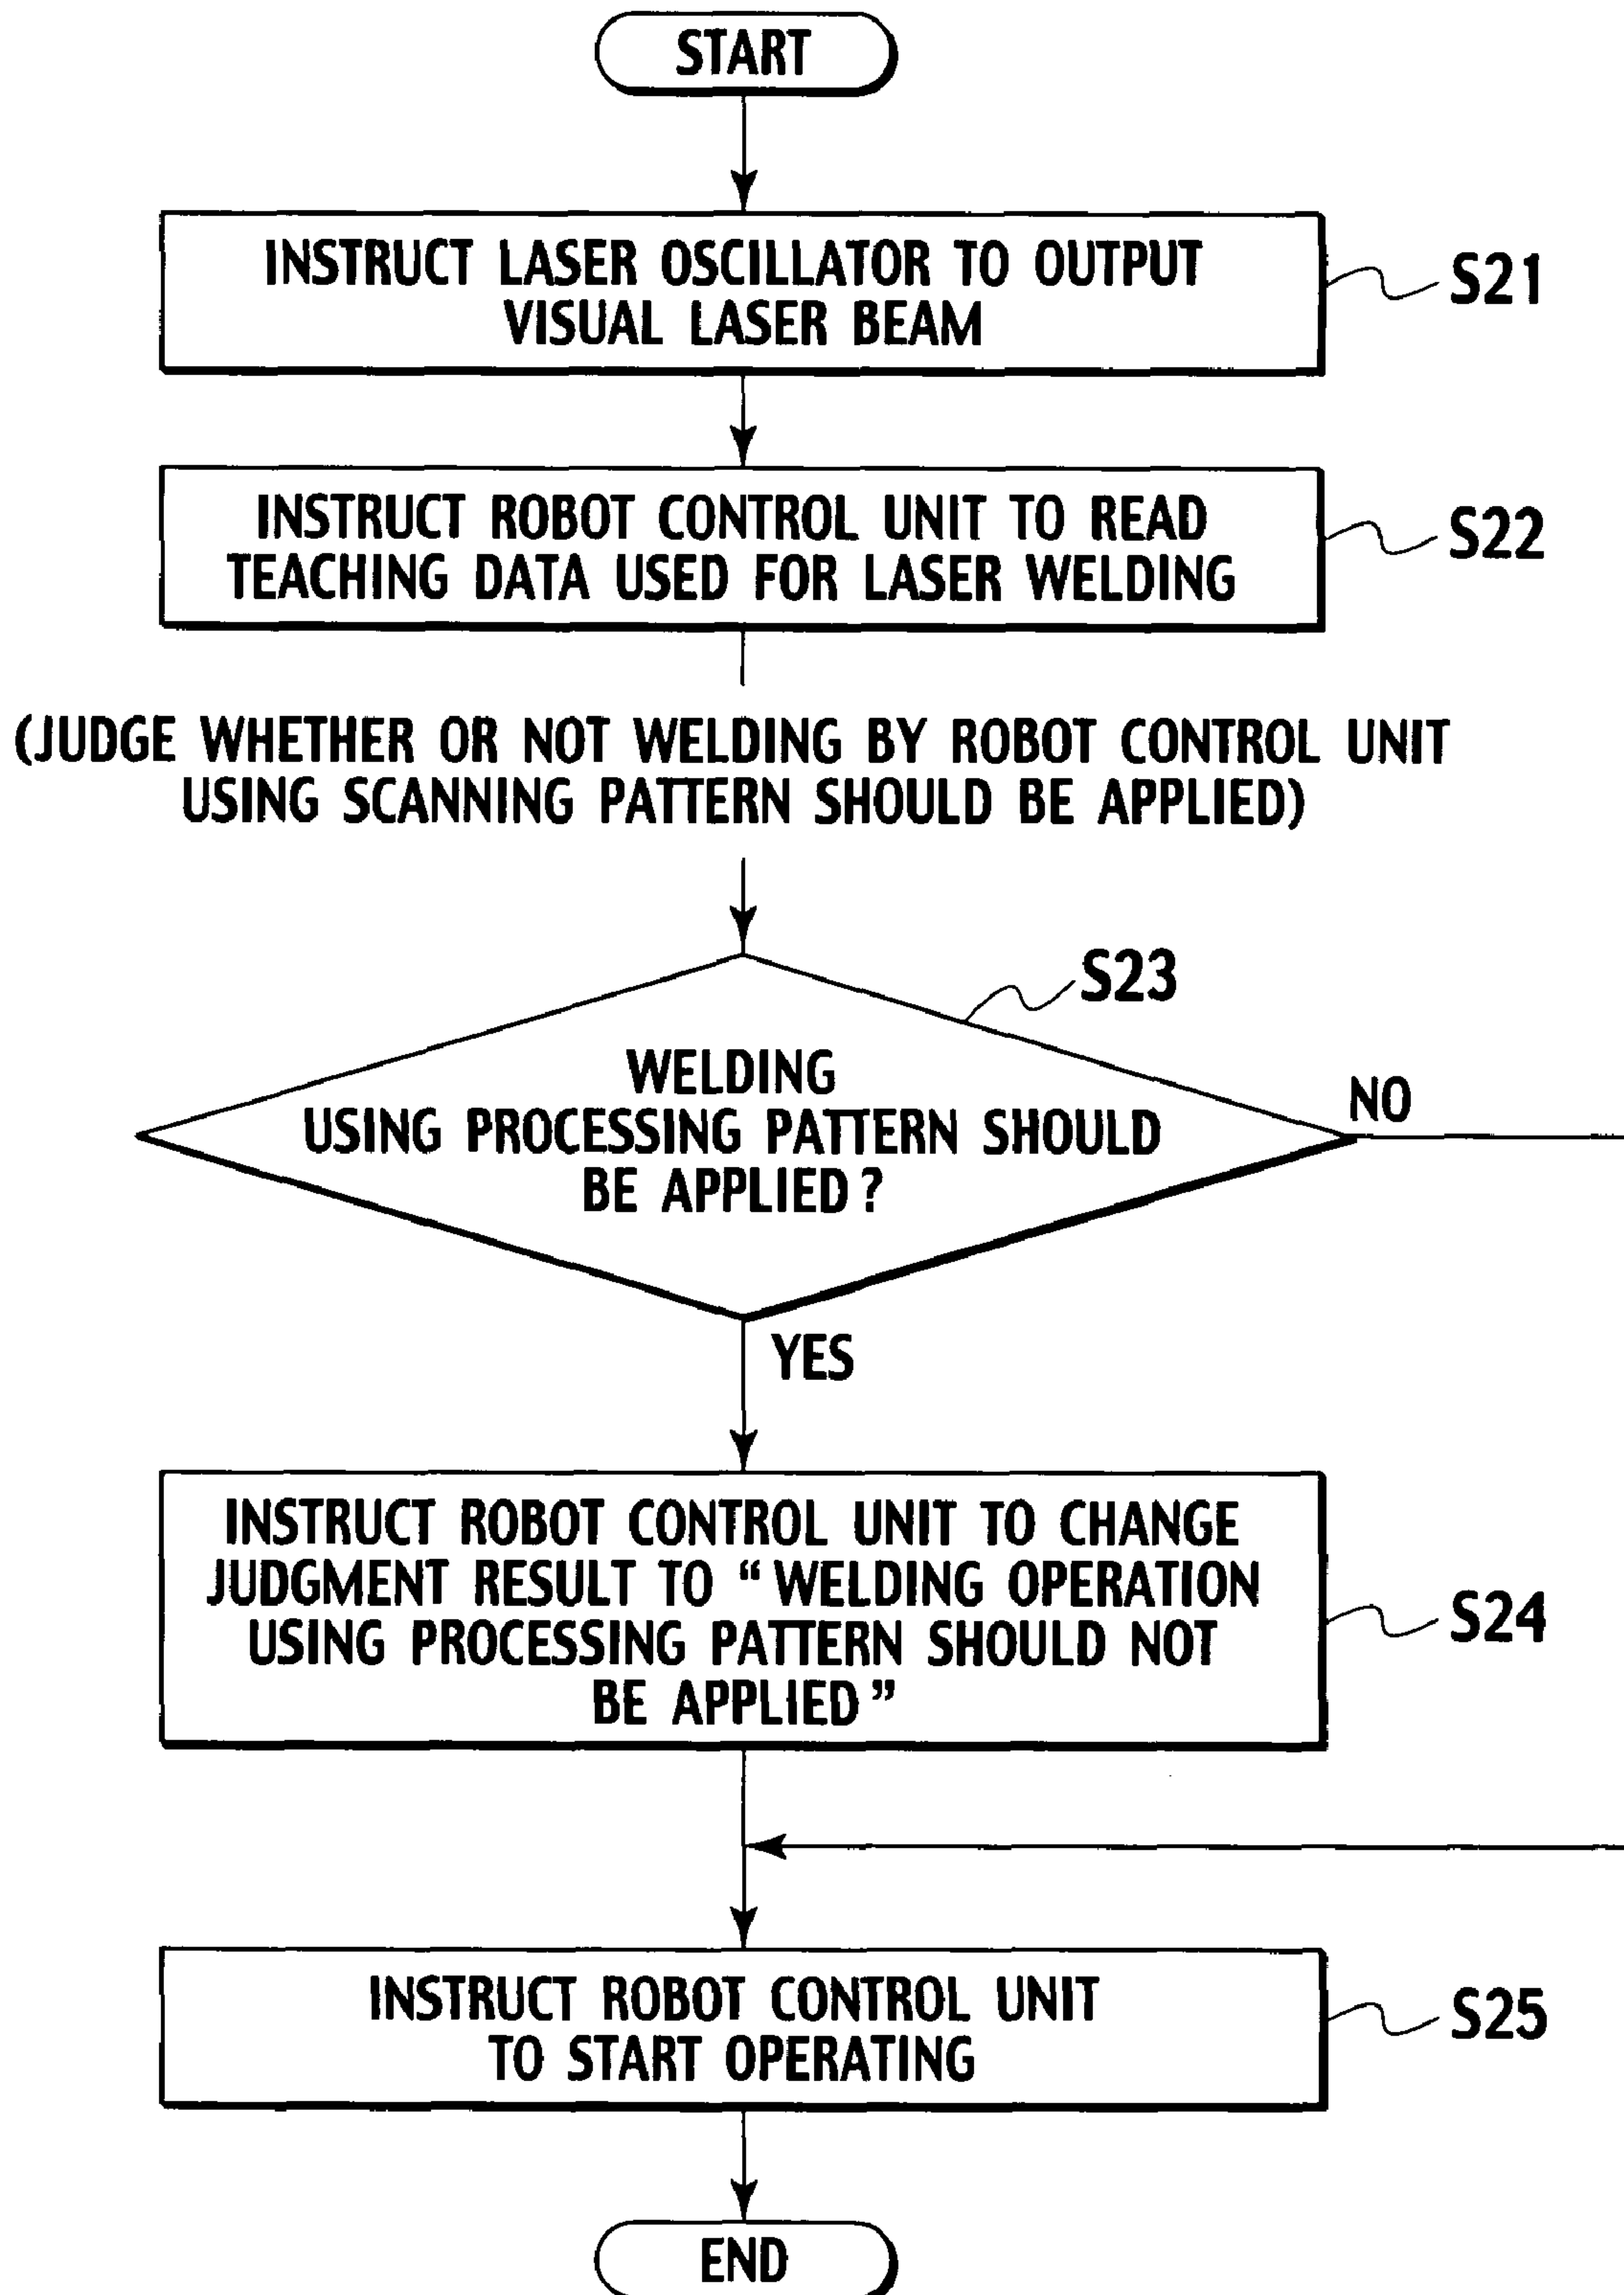 START
INSTRUCT LASER OSCILLATOR TO OUTPUT
VISUAL LASER BEAM
S21
INSTRUCT ROBOT CONTROL UNIT TO READ
TEACHING DATA USED FOR LASER WELDING
S22
(JUDGE WHETHER OR NOT WELDING BY ROBOT CONTROL UNIT
USING SCANNING PATTERN SHOULD BE APPLIED)
S23
WELDING
USING PROCESSING PATTERN SHOULD
BE APPLIED?
NO
YES
INSTRUCT ROBOT CONTROL UNIT TO CHANGE
JUDGMENT RESULT TO “WELDING OPERATION
USING PROCESSING PATTERN SHOULD NOT
BE APPLIED”
S24
INSTRUCT ROBOT CONTROL UNIT
TO START OPERATING
S25
END